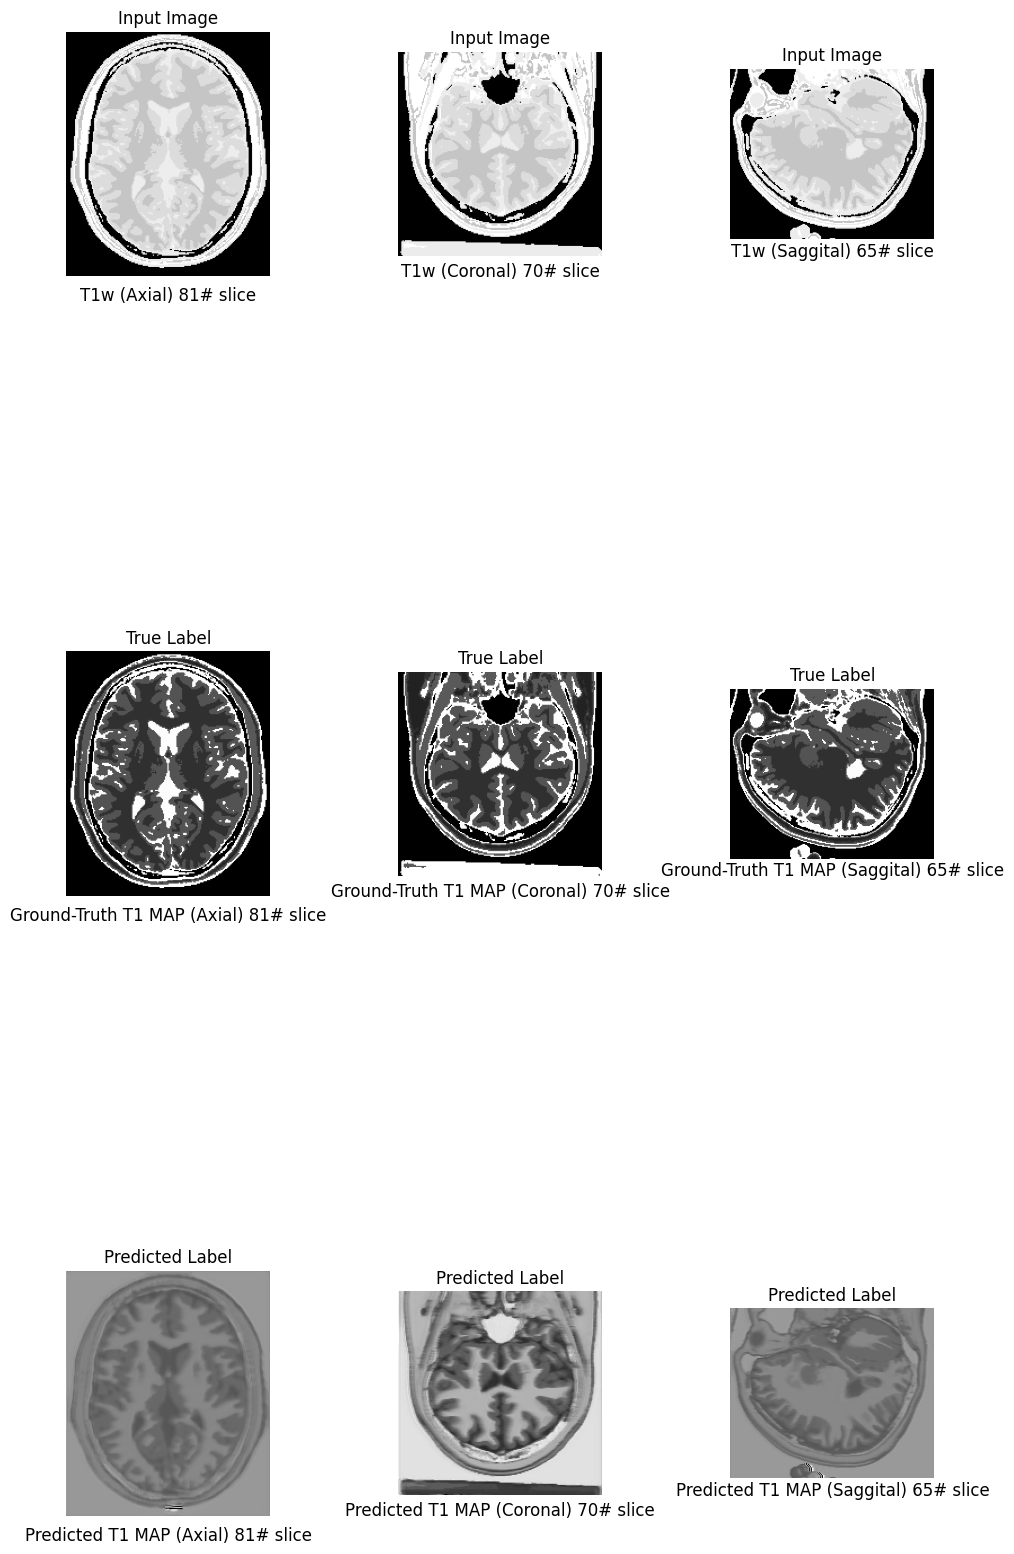 Input Image
Input Image
Input Image
T1w (Axial) 81# slice
T1w (Coronal) 70# slice
T1w (Saggital) 65# slice
True Label
True Label
True Label
Ground-Truth T1 MAP (Axial) 81# slice
Ground-Truth T1 MAP (Coronal) 70# slice
Ground-Truth T1 MAP (Saggital) 65# slice
Predicted Label
Predicted Label
Predicted Label
Predicted T1 MAP (Axial) 81# slice
Predicted T1 MAP (Coronal) 70# slice
Predicted T1 MAP (Saggital) 65# slice